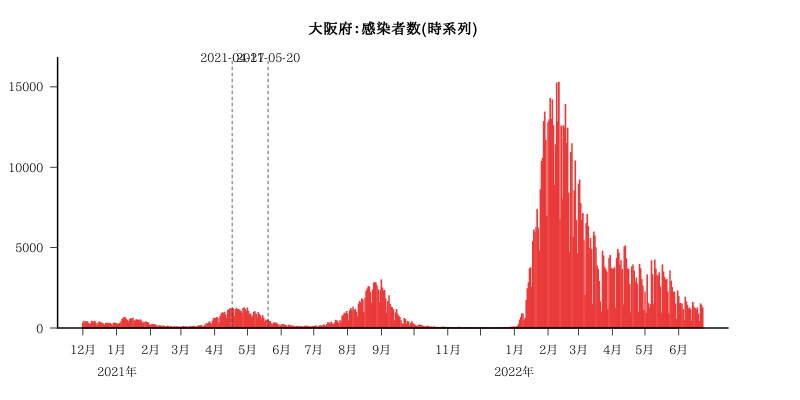 大阪府:感染者数(時系列)
2021-04-17
2021-05-20
15000
10000
5000
0
12月 1月 2月 3月 4月 5月 6月 7月 8月 9月 11月 1月 2月 3月 4月 5月 6月
2021年 2022年